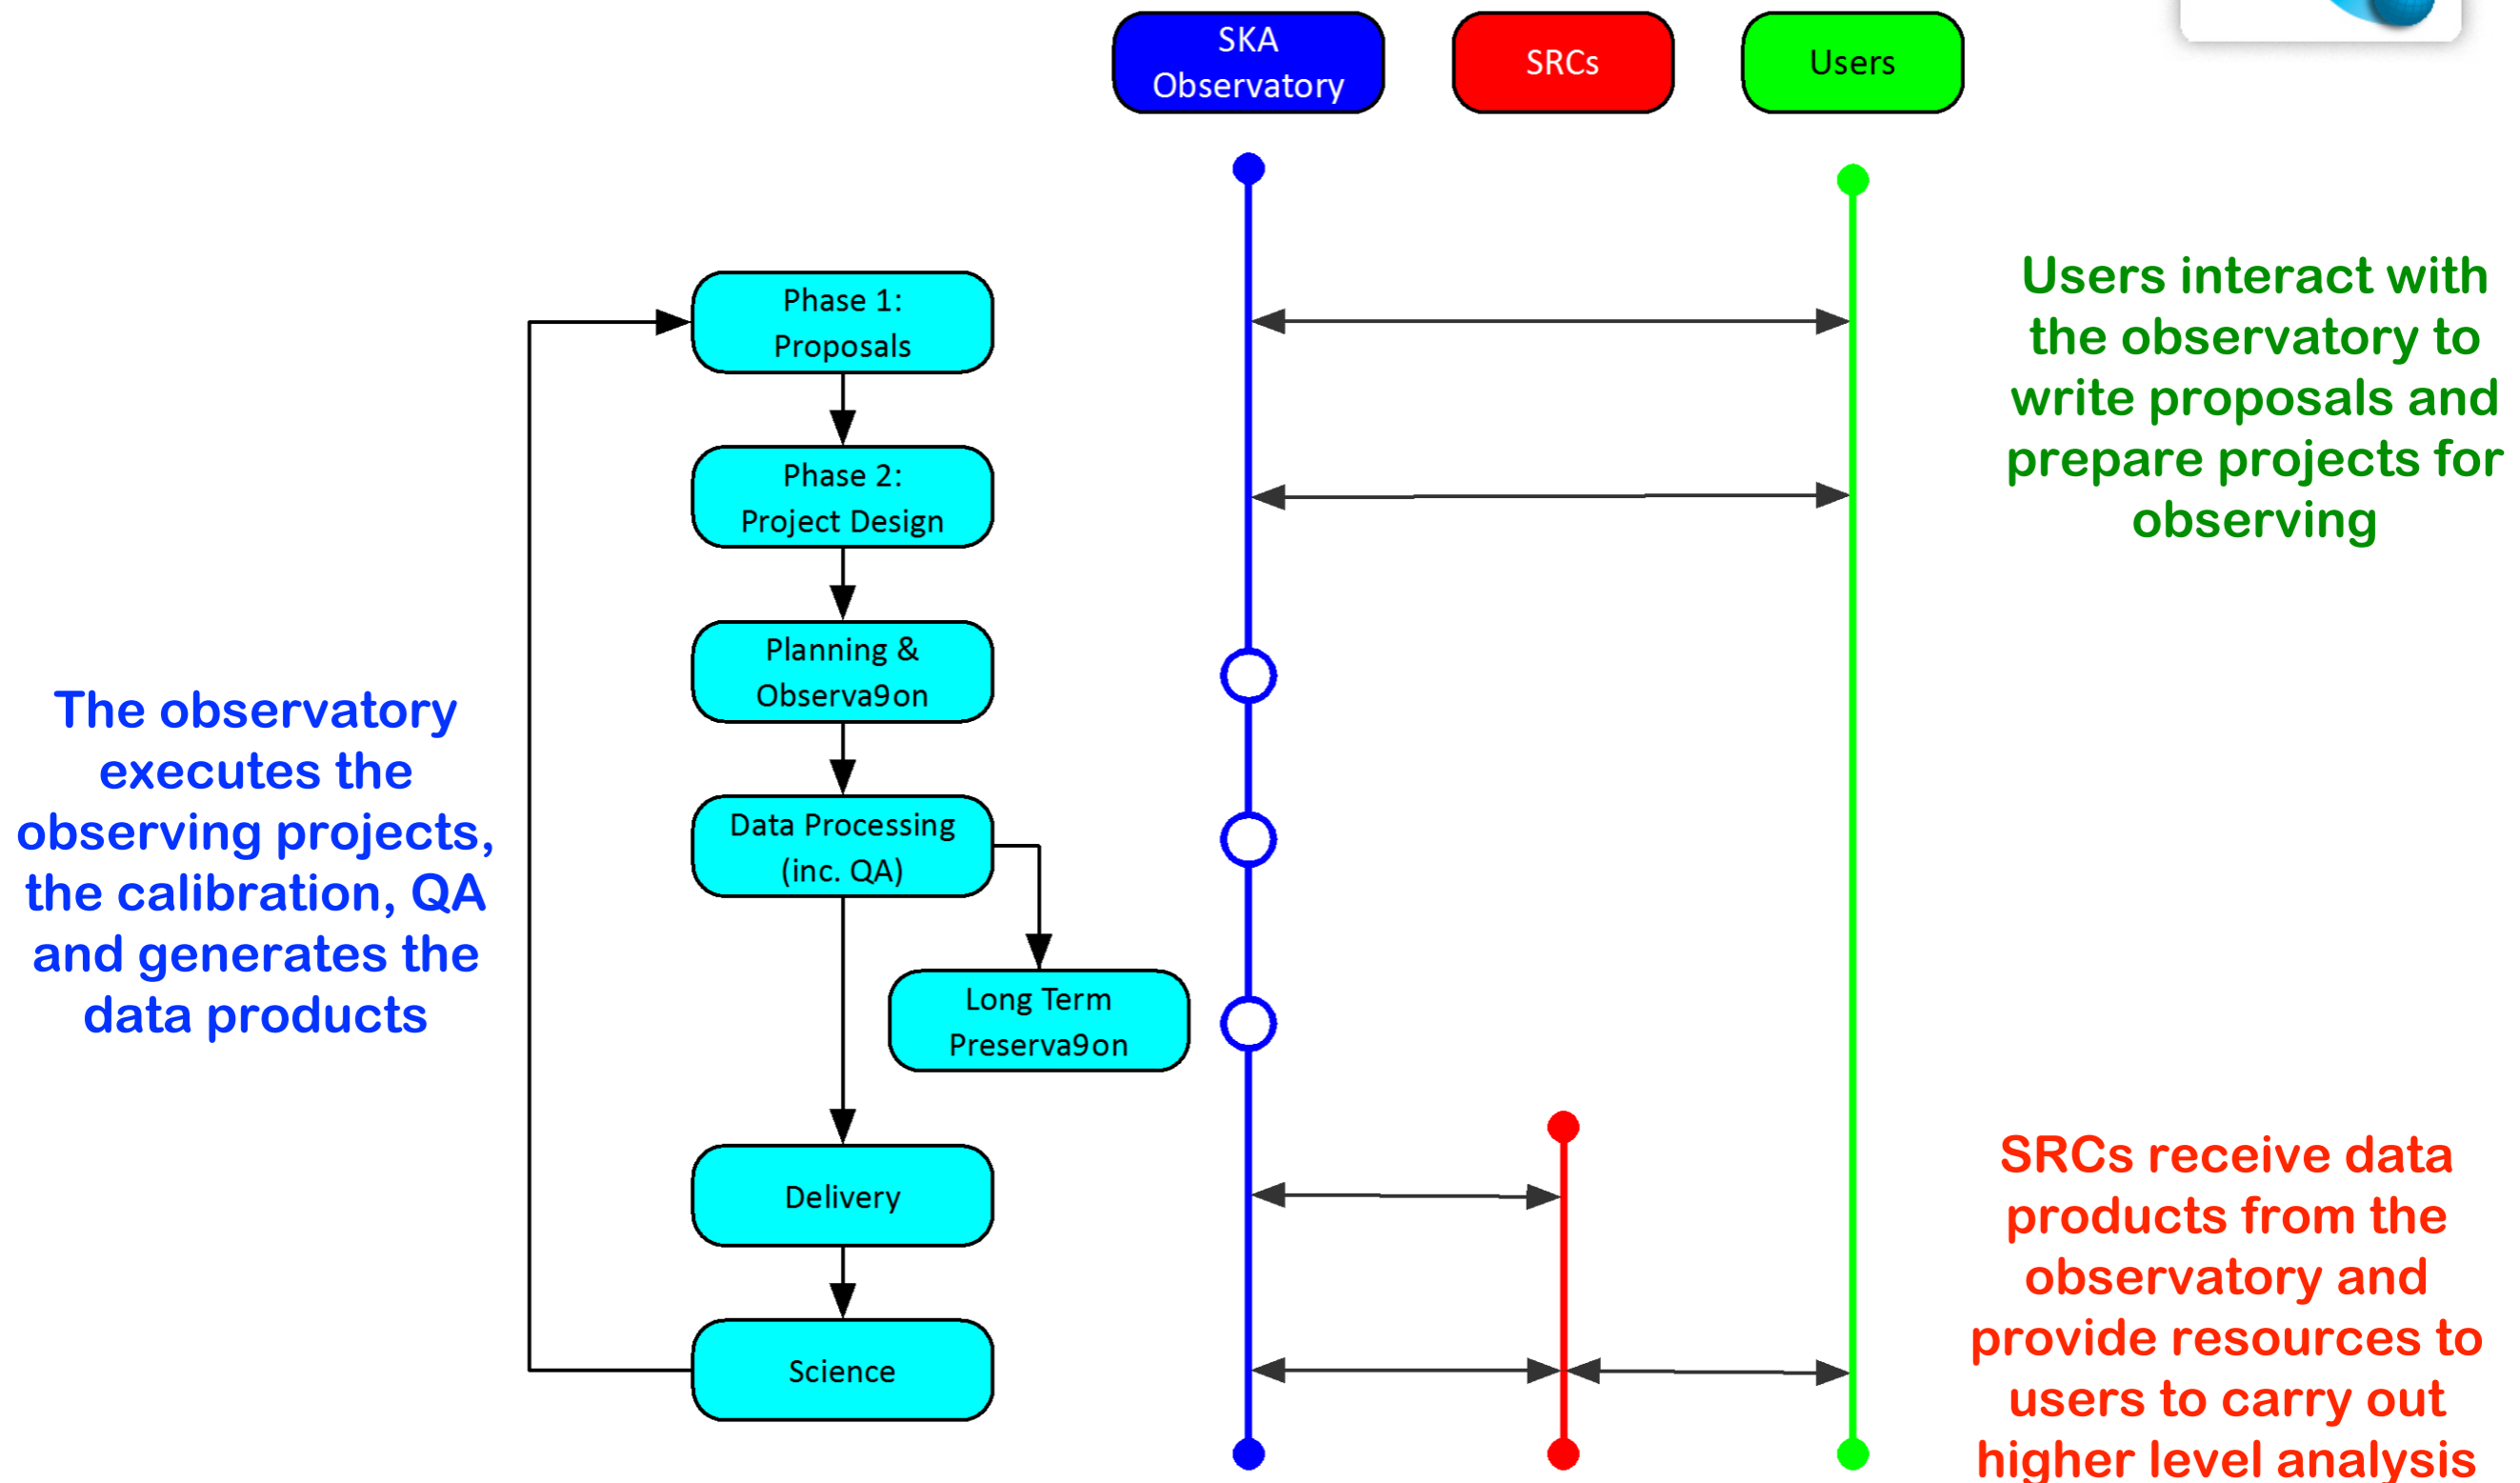 SKA
Observatory
SRCs
Users
Phase 1:
Proposals
Phase 2:
Project Design
Planning &
Observa9on
Data Processing
(inc. QA)
Long Term
Preserva9on
Delivery
Science
The observatory
executes the
observing projects,
the calibration, QA
and generates the
data products
Users interact with
the observatory to
write proposals and
prepare projects for
observing
SRCs receive data
products from the
observatory and
provide resources to
users to carry out
higher level analysis